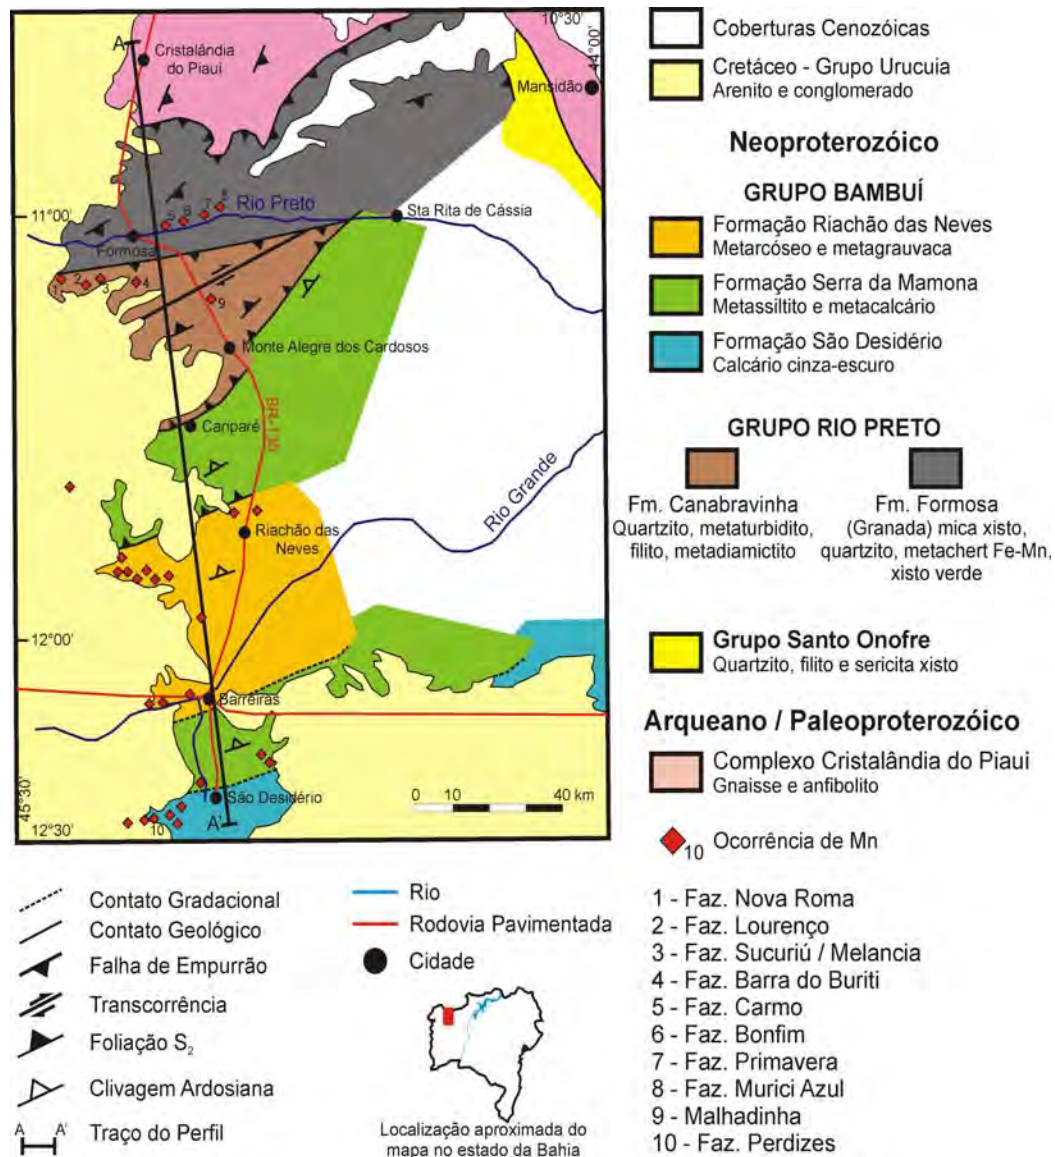 10°30'
44°00'
A
Cristalândia
do Piauí
Mansidão
11°00'
Rio Preto
Sta Rita de Cássia
5
6
7
8
Formosa
1
2
3
4
9
Monte Alegra dos Cardosos
Cariparé
Rio Grande
Riachão das
Neves
12°00'
Barreiras
São Desidério
0 10 40 km
45°30'
12°30'
10
A'
Coberturas Cenozóicas
Cretáceo - Grupo Urucuia
Arenito e conglomerado
Neoproterozóico
GRUPO BAMBUÍ
Formação Riachão das Neves
Metarcóseo e metagrauvaca
Formação Serra da Mamona
Metassiltito e metacalcário
Formação São Desidério
Calcário cinza-escuro
GRUPO RIO PRETO
Fm. Canabravinha
Quartzito, metaturbidito,
filito, metadiamictito
Fm. Formosa
(Granada) mica xisto,
quartzito, metachert Fe-Mn,
xisto verde
Grupo Santo Onofre
Quartzito, filito e sericita xisto
Arqueano / Paleoproterozóico
Complexo Cristalândia do Piaui
Gnaisse e anfibolito
10 Ocorrência de Mn
1 - Faz. Nova Roma
2 - Faz. Lourenço
3 - Faz. Sucuriú / Melancia
4 - Faz. Barra do Buriti
5 - Faz. Carmo
6 - Faz. Bonfim
7 - Faz. Primavera
8 - Faz. Murici Azul
9 - Malhadinha
10 - Faz. Perdizes
Contato Gradacional
Contato Geológico
Falha de Empurrão
Transcorrência
Foliação S₂
Clivagem Ardosiana
A A' Traço do Perfil
Rio
Rodovia Pavimentada
Cidade
Localização aproximada do
mapa no estado da Bahia